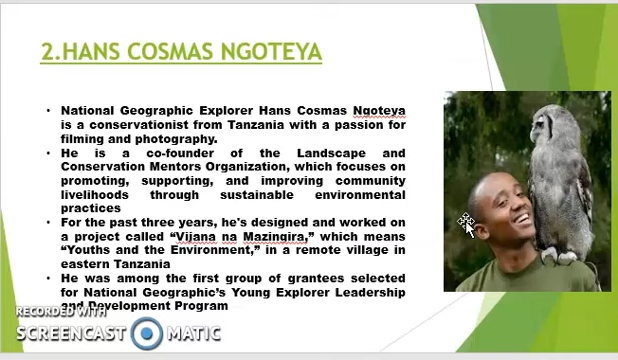 2.HANS COSMAS NGOTEYA
• National Geographic Explorer Hans Cosmas Ngoteya
is a conservationist from Tanzania with a passion for
filming and photography.
• He is a co-founder of the Landscape and
Conservation Mentors Organization, which focuses on
promoting, supporting, and improving community
livelihoods through sustainable environmental
practices
• For the past three years, he's designed and worked on
a project called “Vijana na Mazingira,” which means
“Youths and the Environment,” in a remote village in
eastern Tanzania
• He was among the first group of grantees selected
for National Geographic’s Young Explorer Leadership
and Development Program
RECORDED WITH
SCREENCAST MATIC